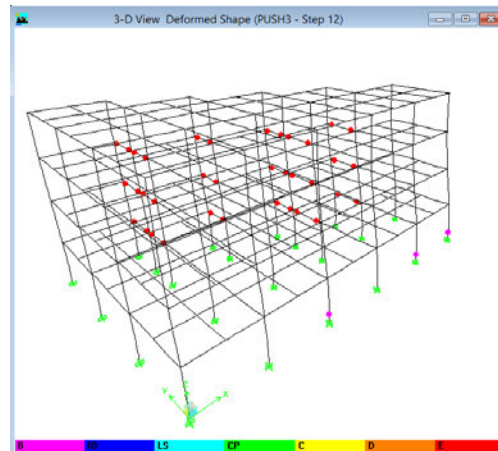 3-D View Deformed Shape (PUSH3 - Step 12)
Z
Y X
B IO LS CP C D E